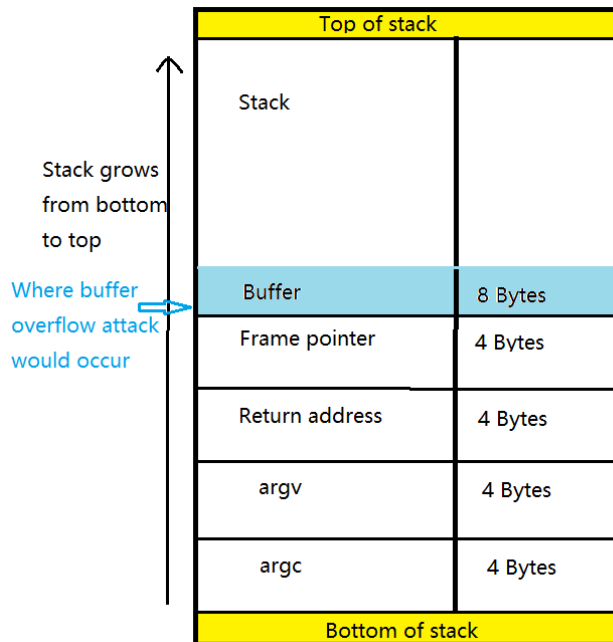 Top of stack
Stack
Stack grows
from bottom
to top
Where buffer
overflow attack
would occur
Buffer 8 Bytes
Frame pointer 4 Bytes
Return address 4 Bytes
argv 4 Bytes
argc 4 Bytes
Bottom of stack